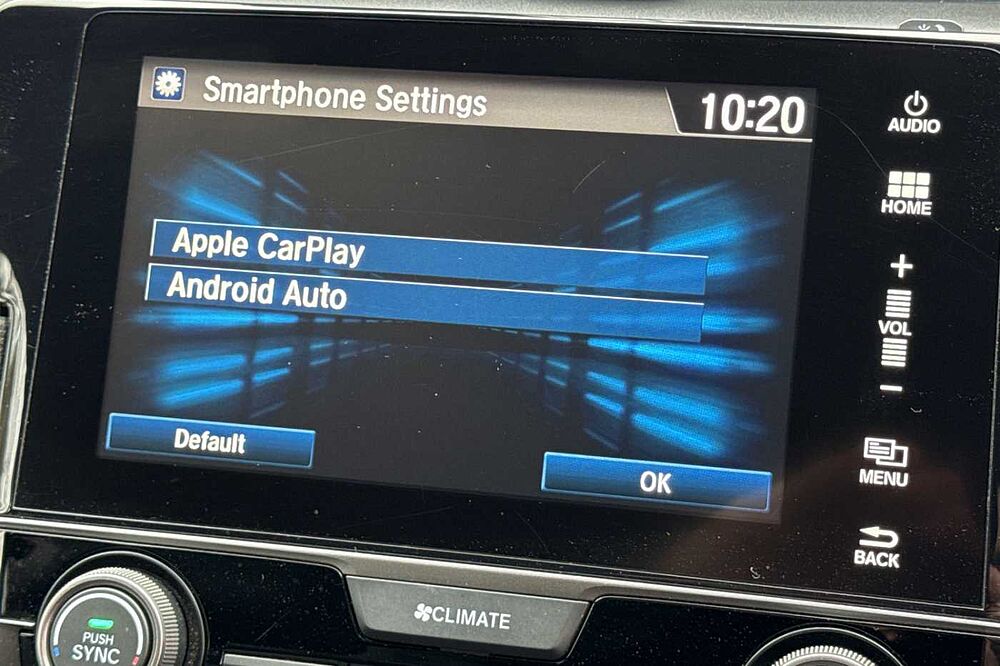 Smartphone Settings
10:20
AUDIO
HOME
Apple CarPlay
Android Auto
VOL
Default
OK
MENU
BACK
CLIMATE
PUSH
SYNC